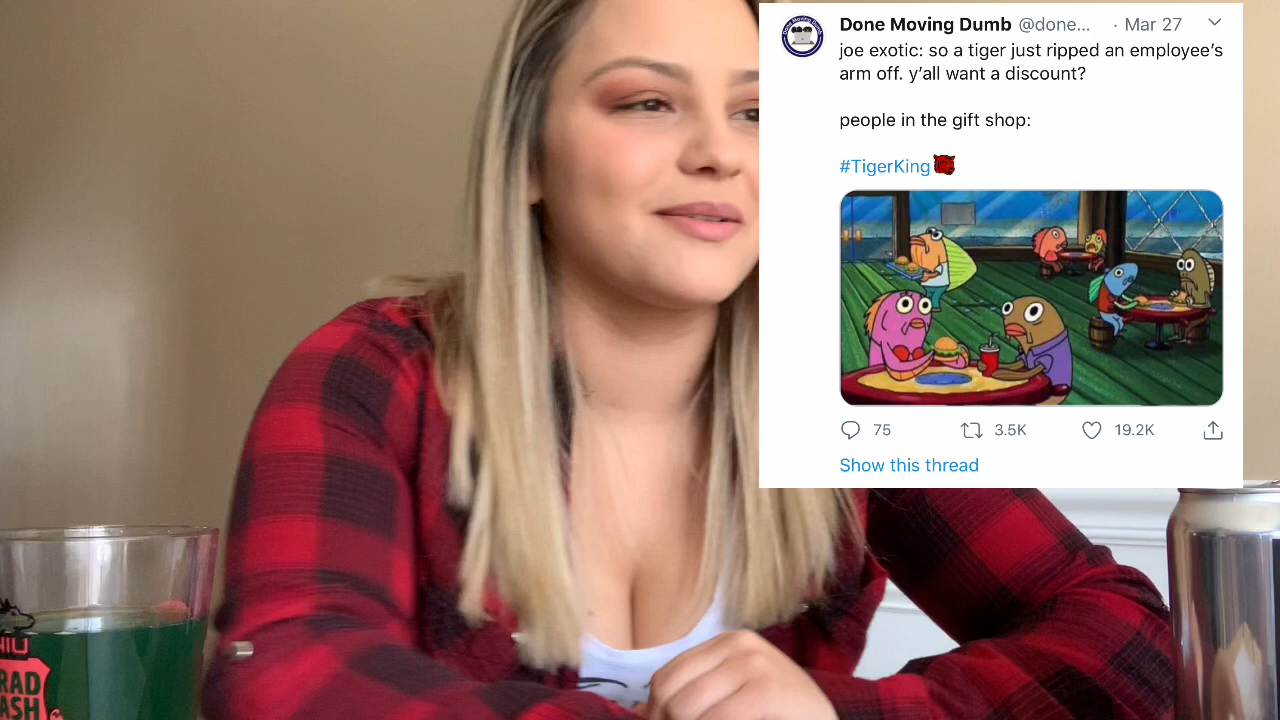 Done Moving Dumb @done... · Mar 27
joe exotic: so a tiger just ripped an employee's
arm off. y'all want a discount?
people in the gift shop:
#TigerKing
75 3.5K 19.2K
Show this thread
NIU
RAD
ASH